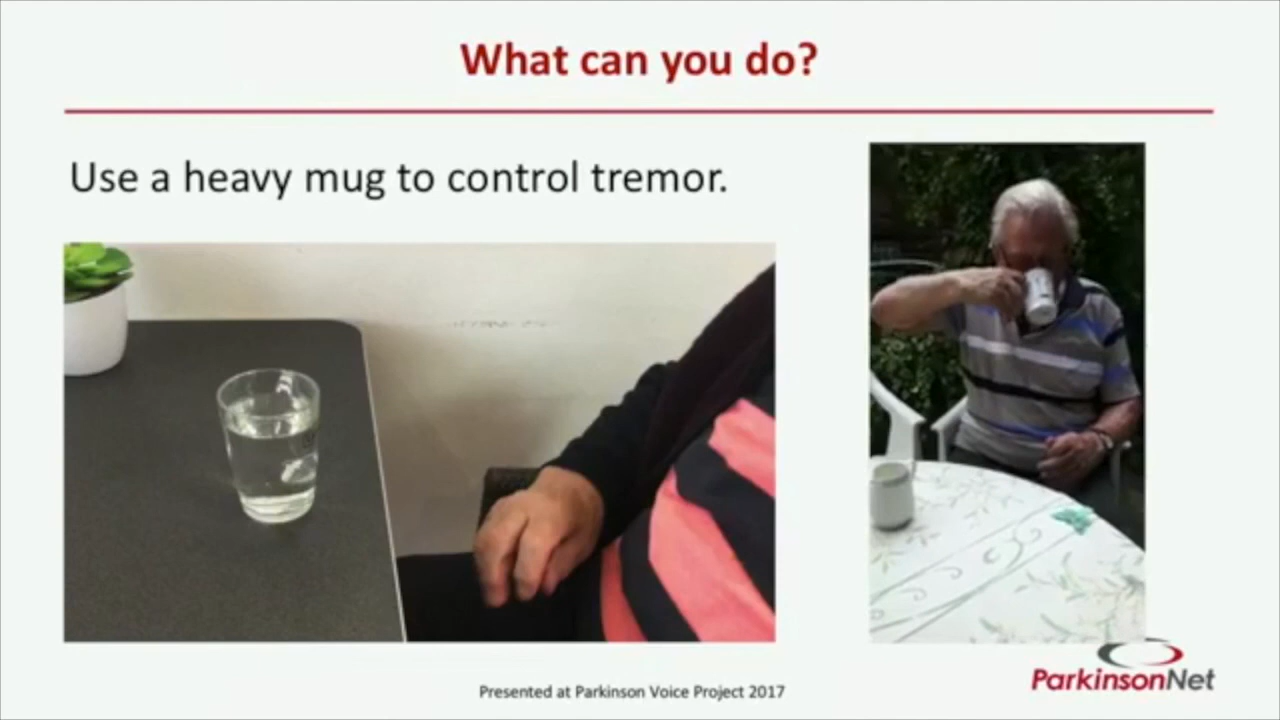 What can you do?
Use a heavy mug to control tremor.
Presented at Parkinson Voice Project 2017
ParkinsonNet